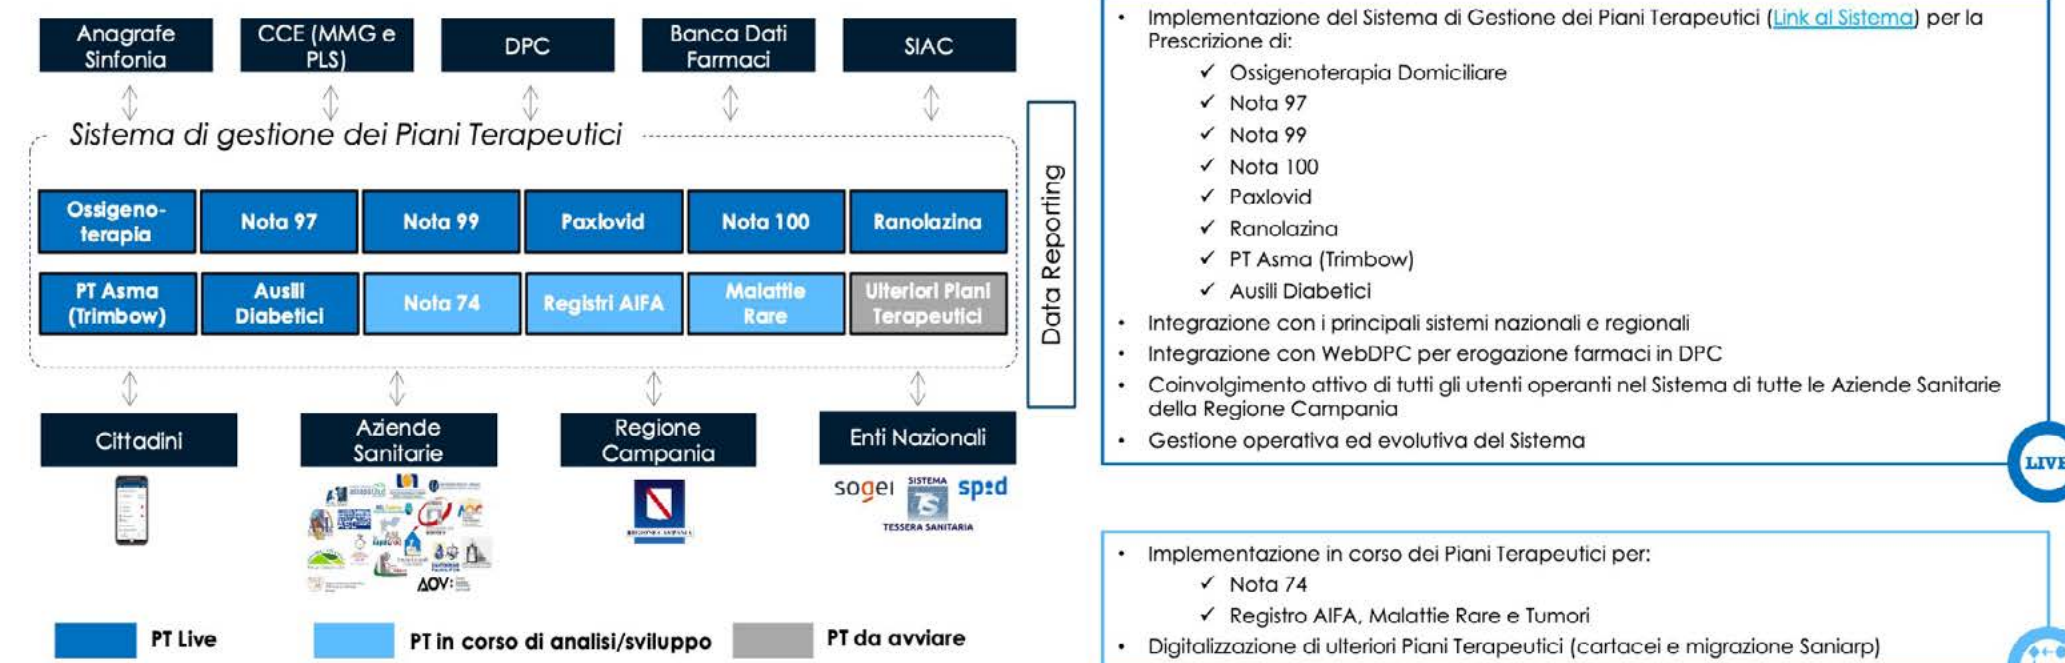 Anagrafe
Sinfonia
CCE (MMG e
PLS)
DPC
Banca Dati
Farmaci
SIAC
Sistema di gestione dei Piani Terapeutici
Ossigeno-
terapia
Nota 97
Nota 99
Paxlovid
Nota 100
Ranolazina
PT Asma
(Trimbow)
Ausili
Diabetici
Nota 74
Registri AIFA
Malattie
Rare
Ulteriori Piani
Terapeutici
Data Reporting
Cittadini
Aziende
Sanitarie
Regione
Campania
Enti Nazionali
REGIONE CAMPANIA
sogei
SISTEMA
TS
TESSERA SANITARIA
sp:d
AOV:
PT Live
PT in corso di analisi/sviluppo
PT da avviare
• Implementazione del Sistema di Gestione dei Piani Terapeutici (Link al Sistema) per la
Prescrizione di:
✓ Ossigenoterapia Domiciliare
✓ Nota 97
✓ Nota 99
✓ Nota 100
✓ Paxlovid
✓ Ranolazina
✓ PT Asma (Trimbow)
✓ Ausili Diabetici
• Integrazione con i principali sistemi nazionali e regionali
• Integrazione con WebDPC per erogazione farmaci in DPC
• Coinvolgimento attivo di tutti gli utenti operanti nel Sistema di tutte le Aziende Sanitarie
della Regione Campania
• Gestione operativa ed evolutiva del Sistema
LIVE
• Implementazione in corso dei Piani Terapeutici per:
✓ Nota 74
✓ Registro AIFA, Malattie Rare e Tumori
• Digitalizzazione di ulteriori Piani Terapeutici (cartacei e migrazione Saniarp)